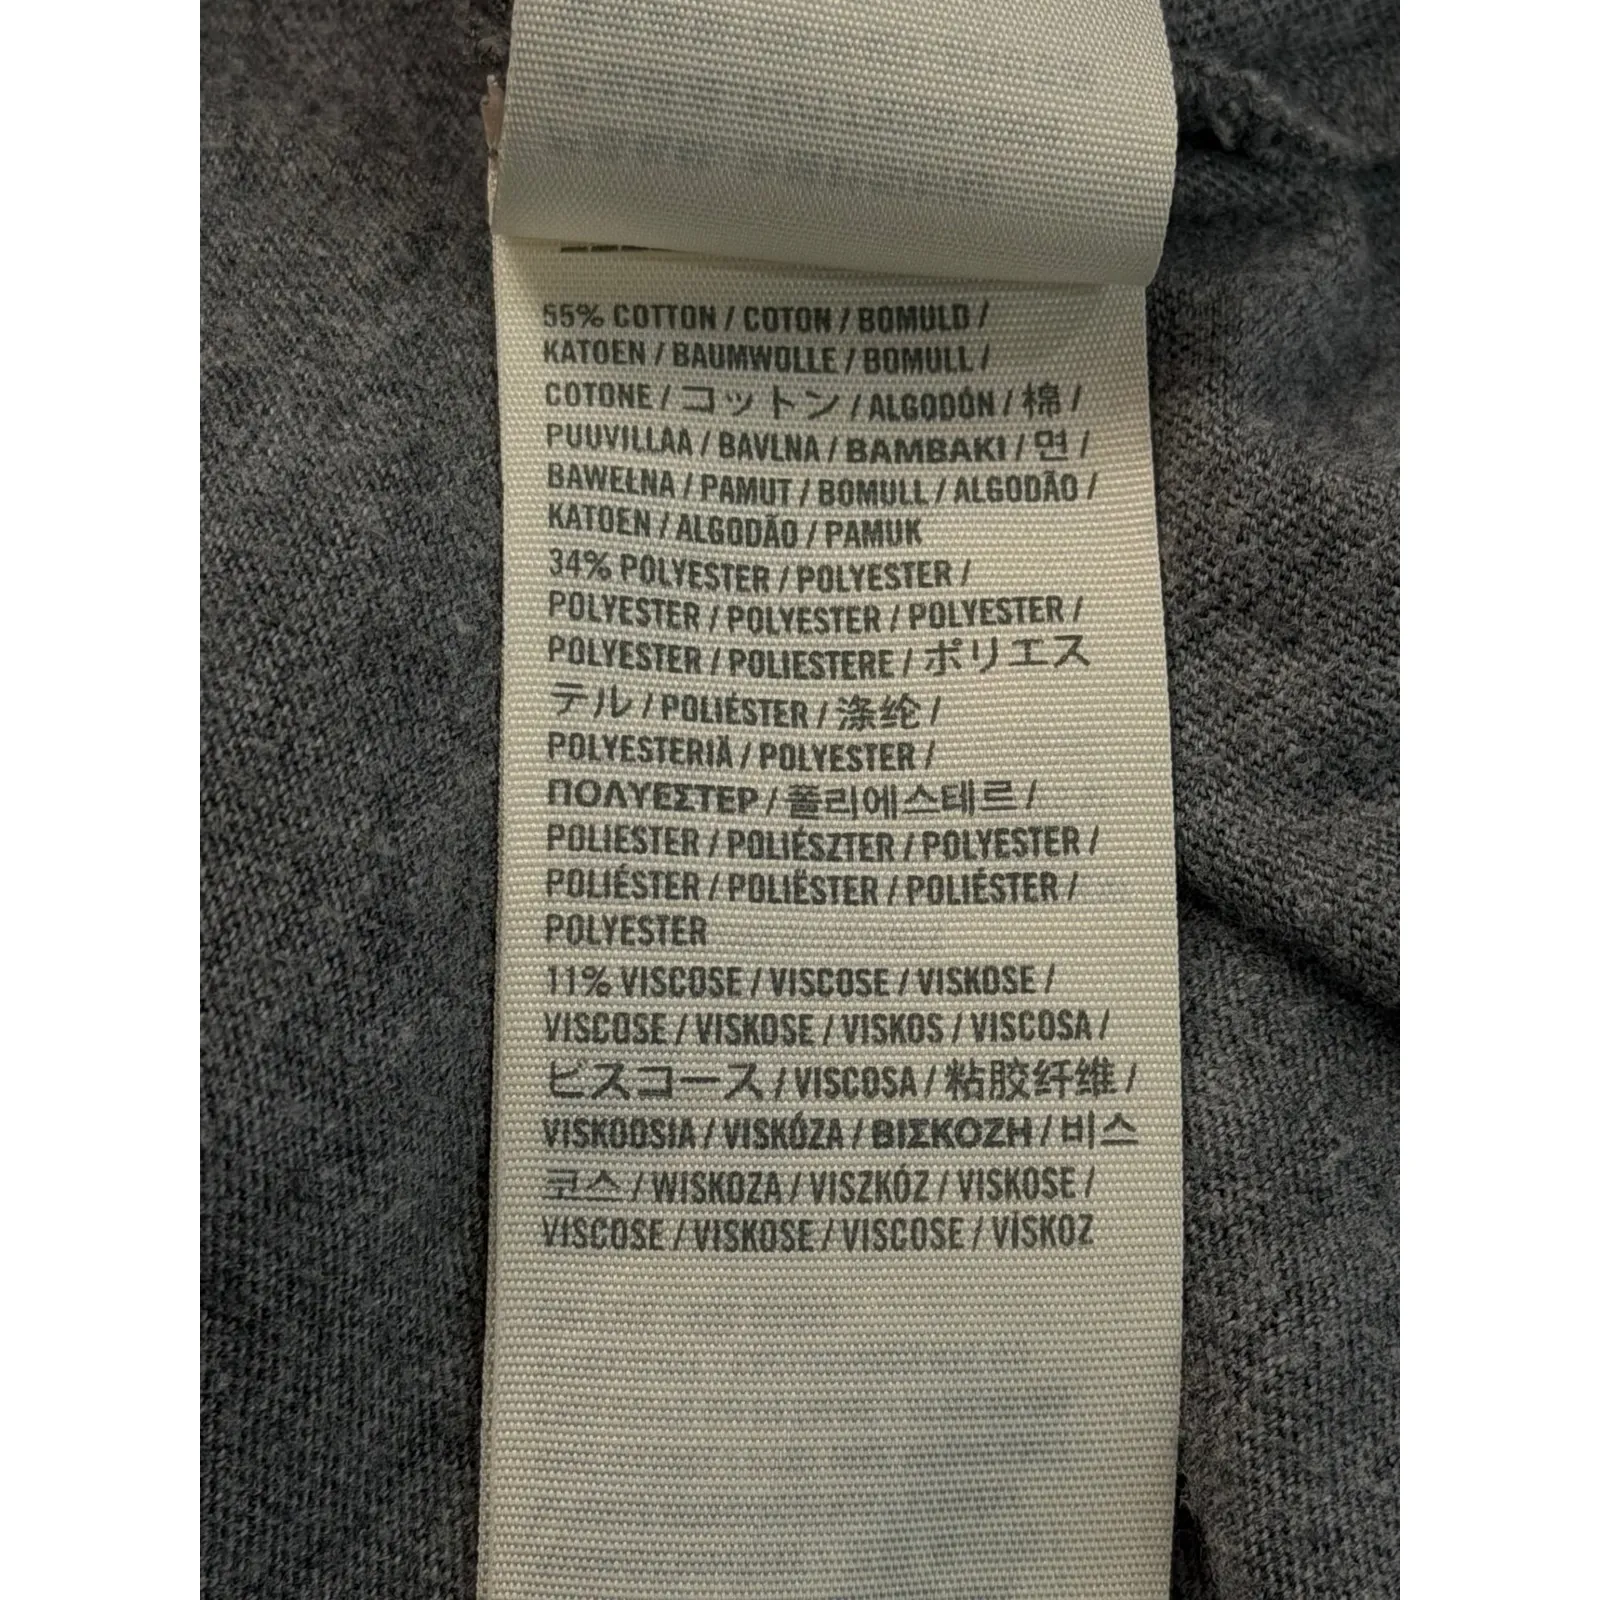 55% COTTON / COTON / BOMULD /
KATOEN / BAUMWOLLE / BOMULL /
COTONE / コットン / ALGODÓN / 棉 /
PUUVILLAA / BAVLNA / BAMBAKI / 면 /
BAWEŁNA / PAMUT / BOMULL / ALGODÃO /
KATOEN / ALGODÃO / PAMUK
34% POLYESTER / POLYESTER /
POLYESTER / POLYESTER / POLYESTER /
POLYESTER / POLIESTERE / ポリエス
テル / POLIÉSTER / 涤纶 /
POLYESTERIÄ / POLYESTER /
ΠΟΛΥΕΣΤΕΡ / 폴리에스테르 /
POLIESTER / POLIÉSZTER / POLYESTER /
POLIÉSTER / POLIËSTER / POLIÉSTER /
POLYESTER
11% VISCOSE / VISCOSE / VISKOSE /
VISCOSE / VISKOSE / VISKOS / VISCOSA /
ビスコース / VISCOSA / 粘胶纤维 /
VISKOOSIA / VISKÓZA / ΒΙΣΚΟΖΗ / 비스
코스 / WISKOZA / VISZKÓZ / VISKOSE /
VISCOSE / VISKOSE / VISCOSE / VİSKOZ